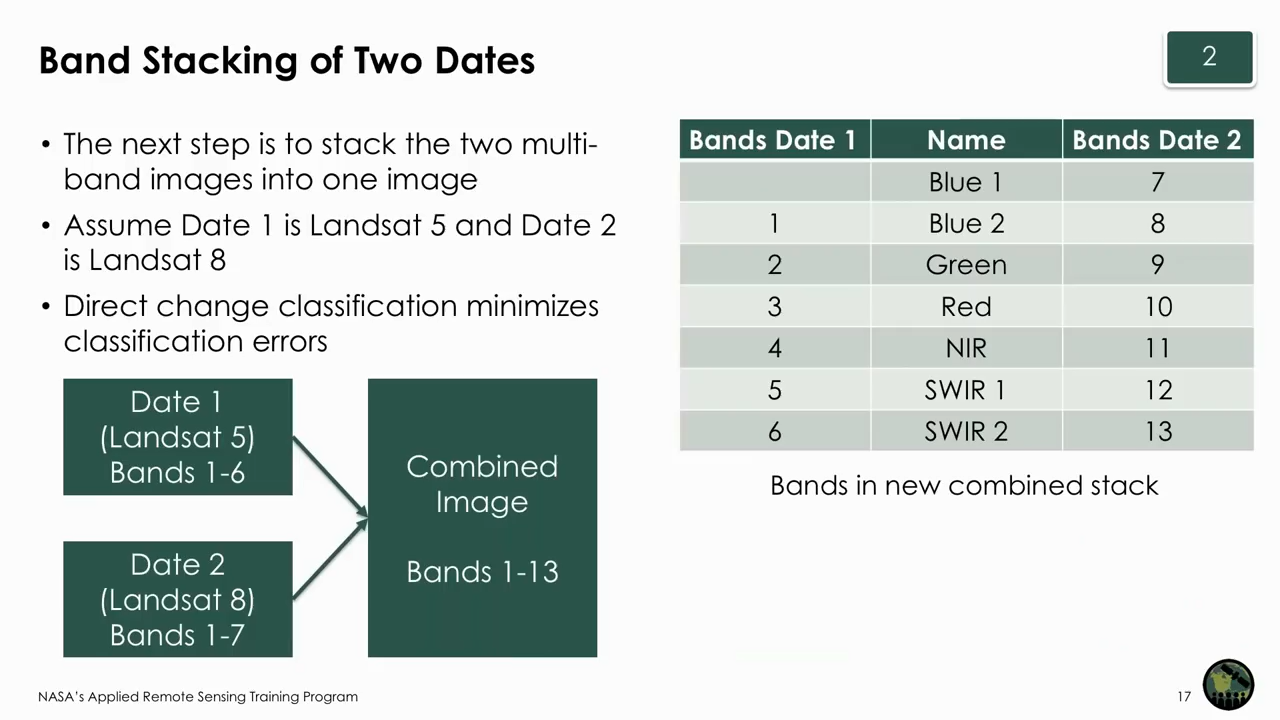 Band Stacking of Two Dates
2
• The next step is to stack the two multi-
band images into one image
• Assume Date 1 is Landsat 5 and Date 2
is Landsat 8
• Direct change classification minimizes
classification errors
Date 1
(Landsat 5)
Bands 1-6
Date 2
(Landsat 8)
Bands 1-7
Combined
Image
Bands 1-13
Bands Date 1 Name Bands Date 2
Blue 1 7
1 Blue 2 8
2 Green 9
3 Red 10
4 NIR 11
5 SWIR 1 12
6 SWIR 2 13
Bands in new combined stack
NASA's Applied Remote Sensing Training Program
17